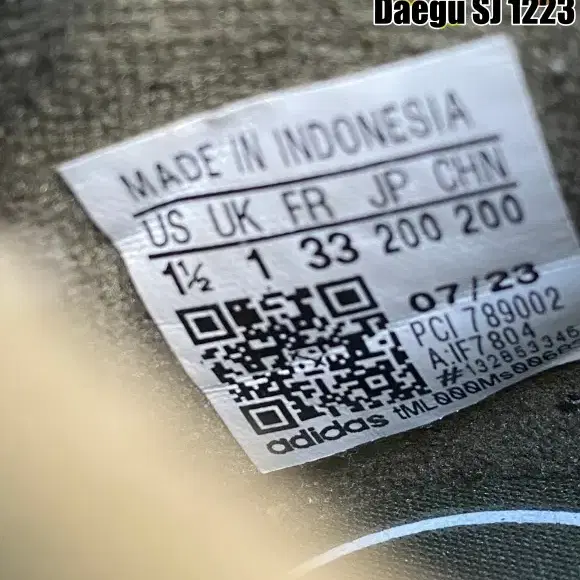 Daegu SJ 1223
MADE IN INDONESIA
US UK FR JP CHN
1½ 1 33 200 200
07/23
PCI 789002
A:IF7804
adidas